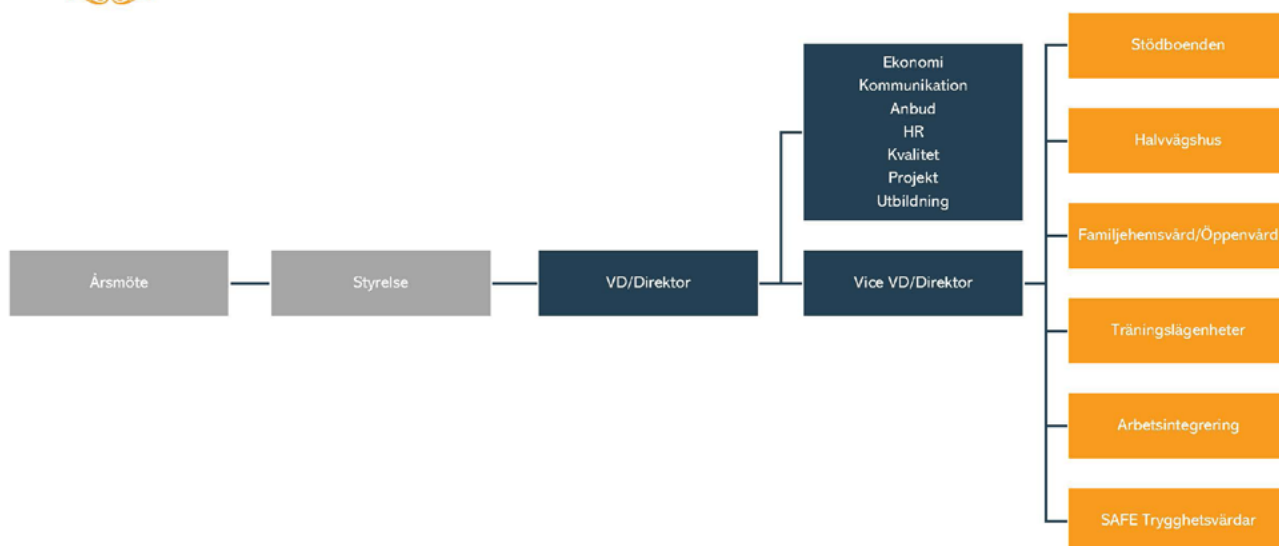 Årsmöte
Styrelse
VD/Direktor
Ekonomi
Kommunikation
Anbud
HR
Kvalitet
Projekt
Utbildning
Vice VD/Direktor
Stödboenden
Halvvägshus
Familjehemsvård/Öppenvård
Träningslägenheter
Arbetsintegrering
SAFE Trygghetsvärdar